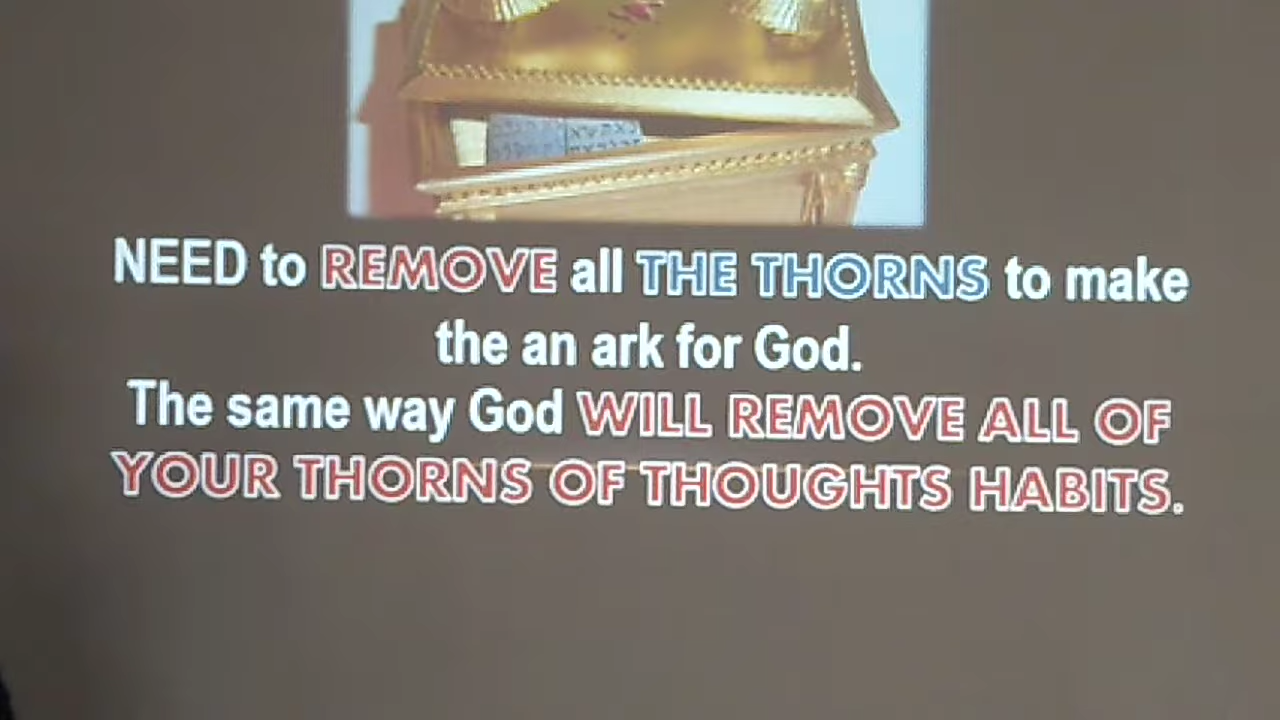 NEED to REMOVE all THE THORNS to make
the an ark for God.
The same way God WILL REMOVE ALL OF
YOUR THORNS OF THOUGHTS HABITS.